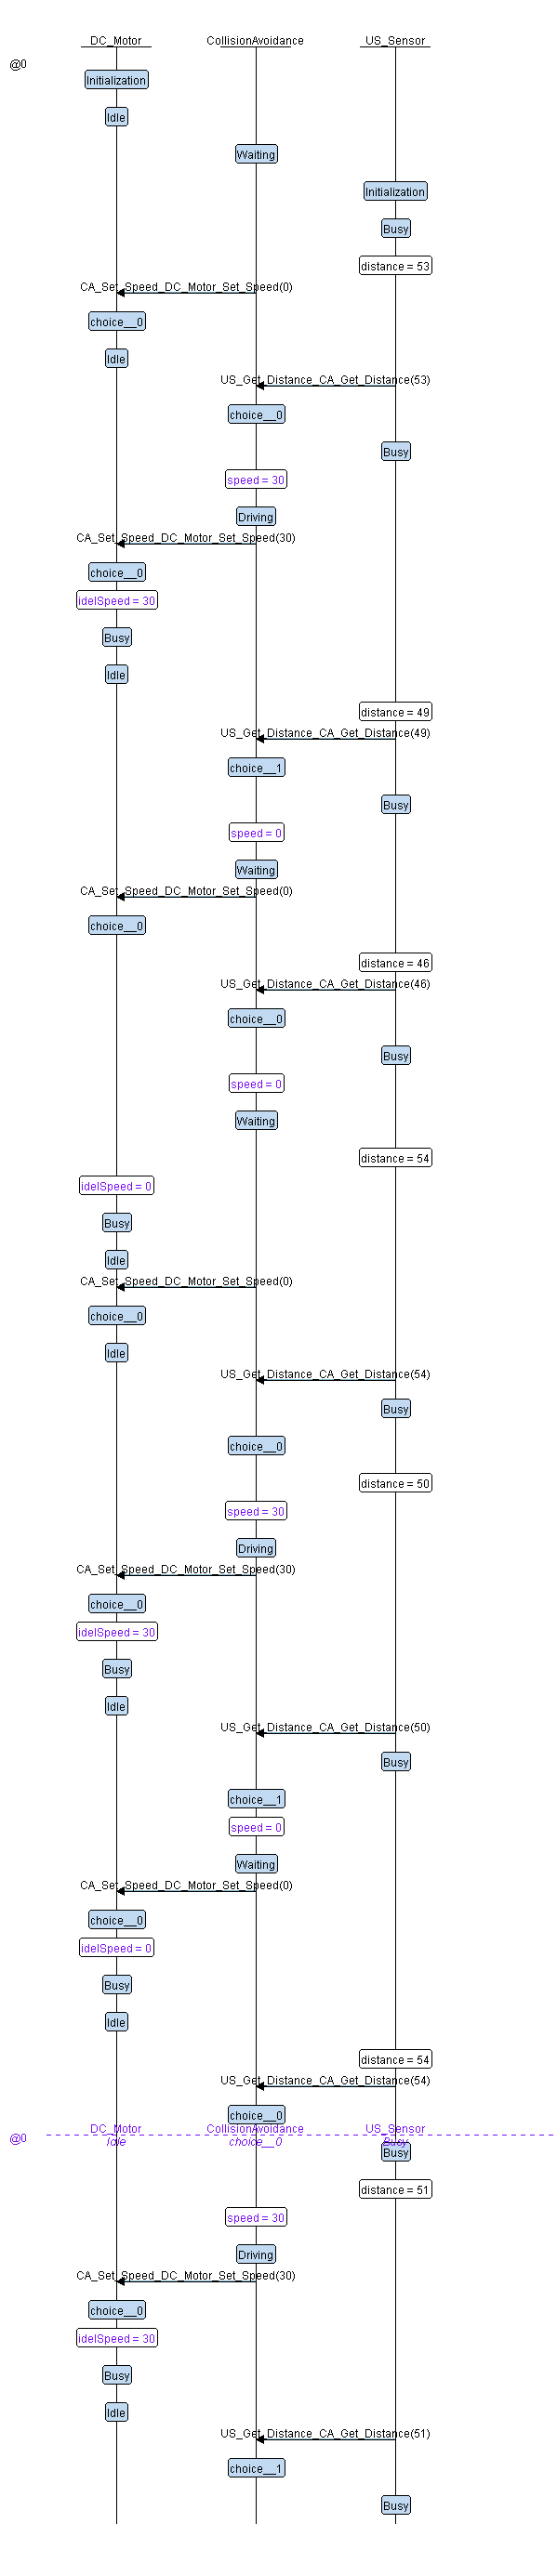 DC_Motor CollisionAvoidance US_Sensor
@0
Initialization
Idle
Waiting
Initialization
Busy
distance = 53
CA_Set_Speed_DC_Motor_Set_Speed(0)
choice__0
Idle
US_Get_Distance_CA_Get_Distance(53)
choice__0
Busy
speed = 30
Driving
CA_Set_Speed_DC_Motor_Set_Speed(30)
choice__0
idelSpeed = 30
Busy
Idle
distance = 49
US_Get_Distance_CA_Get_Distance(49)
choice__1
Busy
speed = 0
Waiting
CA_Set_Speed_DC_Motor_Set_Speed(0)
choice__0
distance = 46
US_Get_Distance_CA_Get_Distance(46)
choice__0
Busy
speed = 0
Waiting
distance = 54
idelSpeed = 0
Busy
Idle
CA_Set_Speed_DC_Motor_Set_Speed(0)
choice__0
Idle
US_Get_Distance_CA_Get_Distance(54)
Busy
choice__0
distance = 50
speed = 30
Driving
CA_Set_Speed_DC_Motor_Set_Speed(30)
choice__0
idelSpeed = 30
Busy
Idle
US_Get_Distance_CA_Get_Distance(50)
Busy
choice__1
speed = 0
Waiting
CA_Set_Speed_DC_Motor_Set_Speed(0)
choice__0
idelSpeed = 0
Busy
Idle
distance = 54
US_Get_Distance_CA_Get_Distance(54)
choice__0
DC_Motor CollisionAvoidance US_Sensor
@0 Idle choice__0 Busy
Busy
distance = 51
speed = 30
Driving
CA_Set_Speed_DC_Motor_Set_Speed(30)
choice__0
idelSpeed = 30
Busy
Idle
US_Get_Distance_CA_Get_Distance(51)
choice__1
Busy